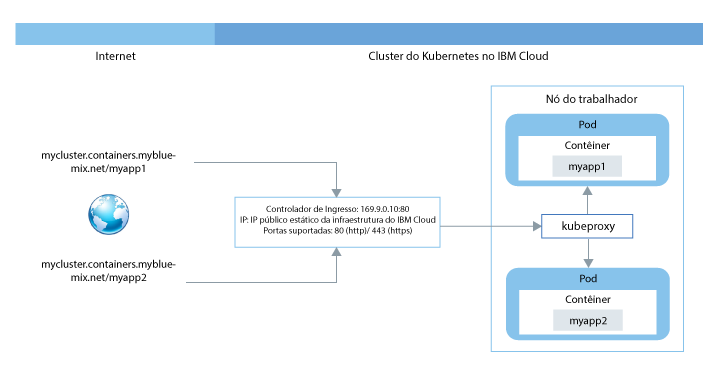 Internet
Cluster do Kubernetes no IBM Cloud
Nó do trabalhador
Pod
Contêiner
myapp1
mycluster.containers.myblue-
mix.net/myapp1
Controlador de Ingresso: 169.9.0.10:80
IP: IP público estático da infraestrutura do IBM Cloud
Portas suportadas: 80 (http)/ 443 (https)
kubeproxy
mycluster.containers.myblue-
mix.net/myapp2
Pod
Contêiner
myapp2